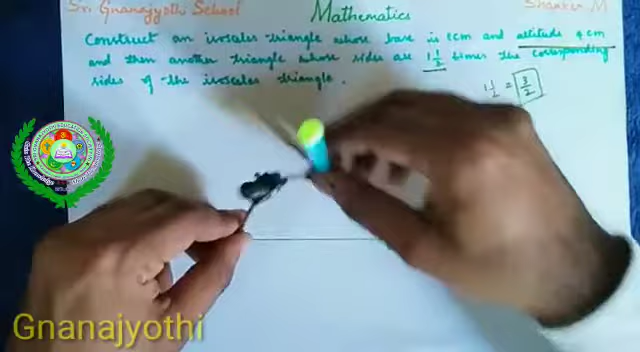 Sri Gnanajyothi School
Mathematics
Shanker. M
Construct an isosceles triangle whose base is 8cm and altitude 4cm
and then another triangle whose sides are 1 1/2 times the corresponding
sides of the isosceles triangle.
1 1/2 = 3/2
Gnanajyothi